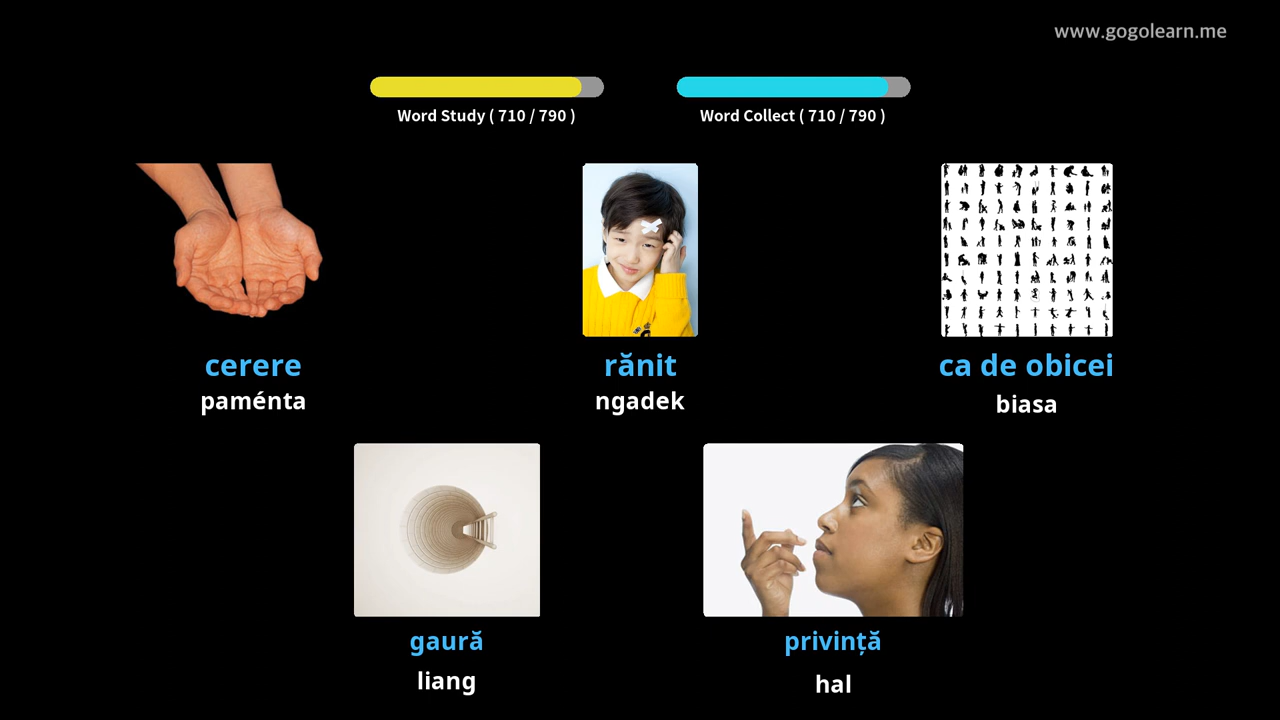 www.gogolearn.me
Word Study ( 710 / 790 )
Word Collect ( 710 / 790 )
cerere
paménta
rănit
ngadek
ca de obicei
biasa
gaură
liang
privință
hal